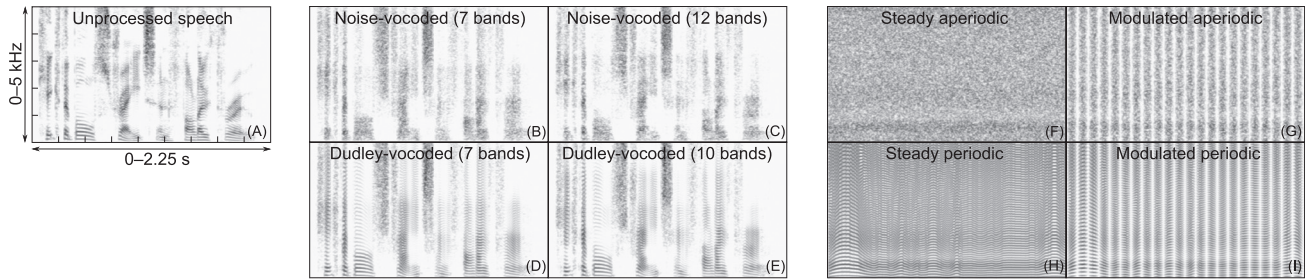 Unprocessed speech
0–5 kHz
(A)
0–2.25 s
Noise-vocoded (7 bands)
(B)
Noise-vocoded (12 bands)
(C)
Dudley-vocoded (7 bands)
(D)
Dudley-vocoded (10 bands)
(E)
Steady aperiodic
(F)
Modulated aperiodic
(G)
Steady periodic
(H)
Modulated periodic
(I)